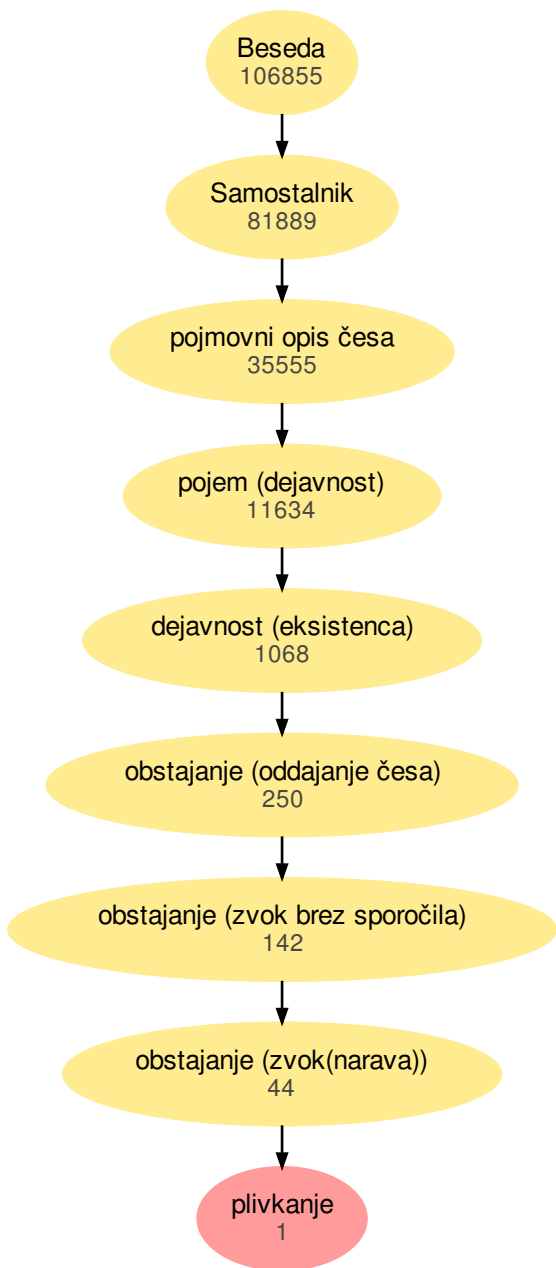 Beseda
106855
Samostalnik
81889
pojmovni opis česa
35555
pojem (dejavnost)
11634
dejavnost (eksistenca)
1068
obstajanje (oddajanje česa)
250
obstajanje (zvok brez sporočila)
142
obstajanje (zvok(narava))
44
plivkanje
1